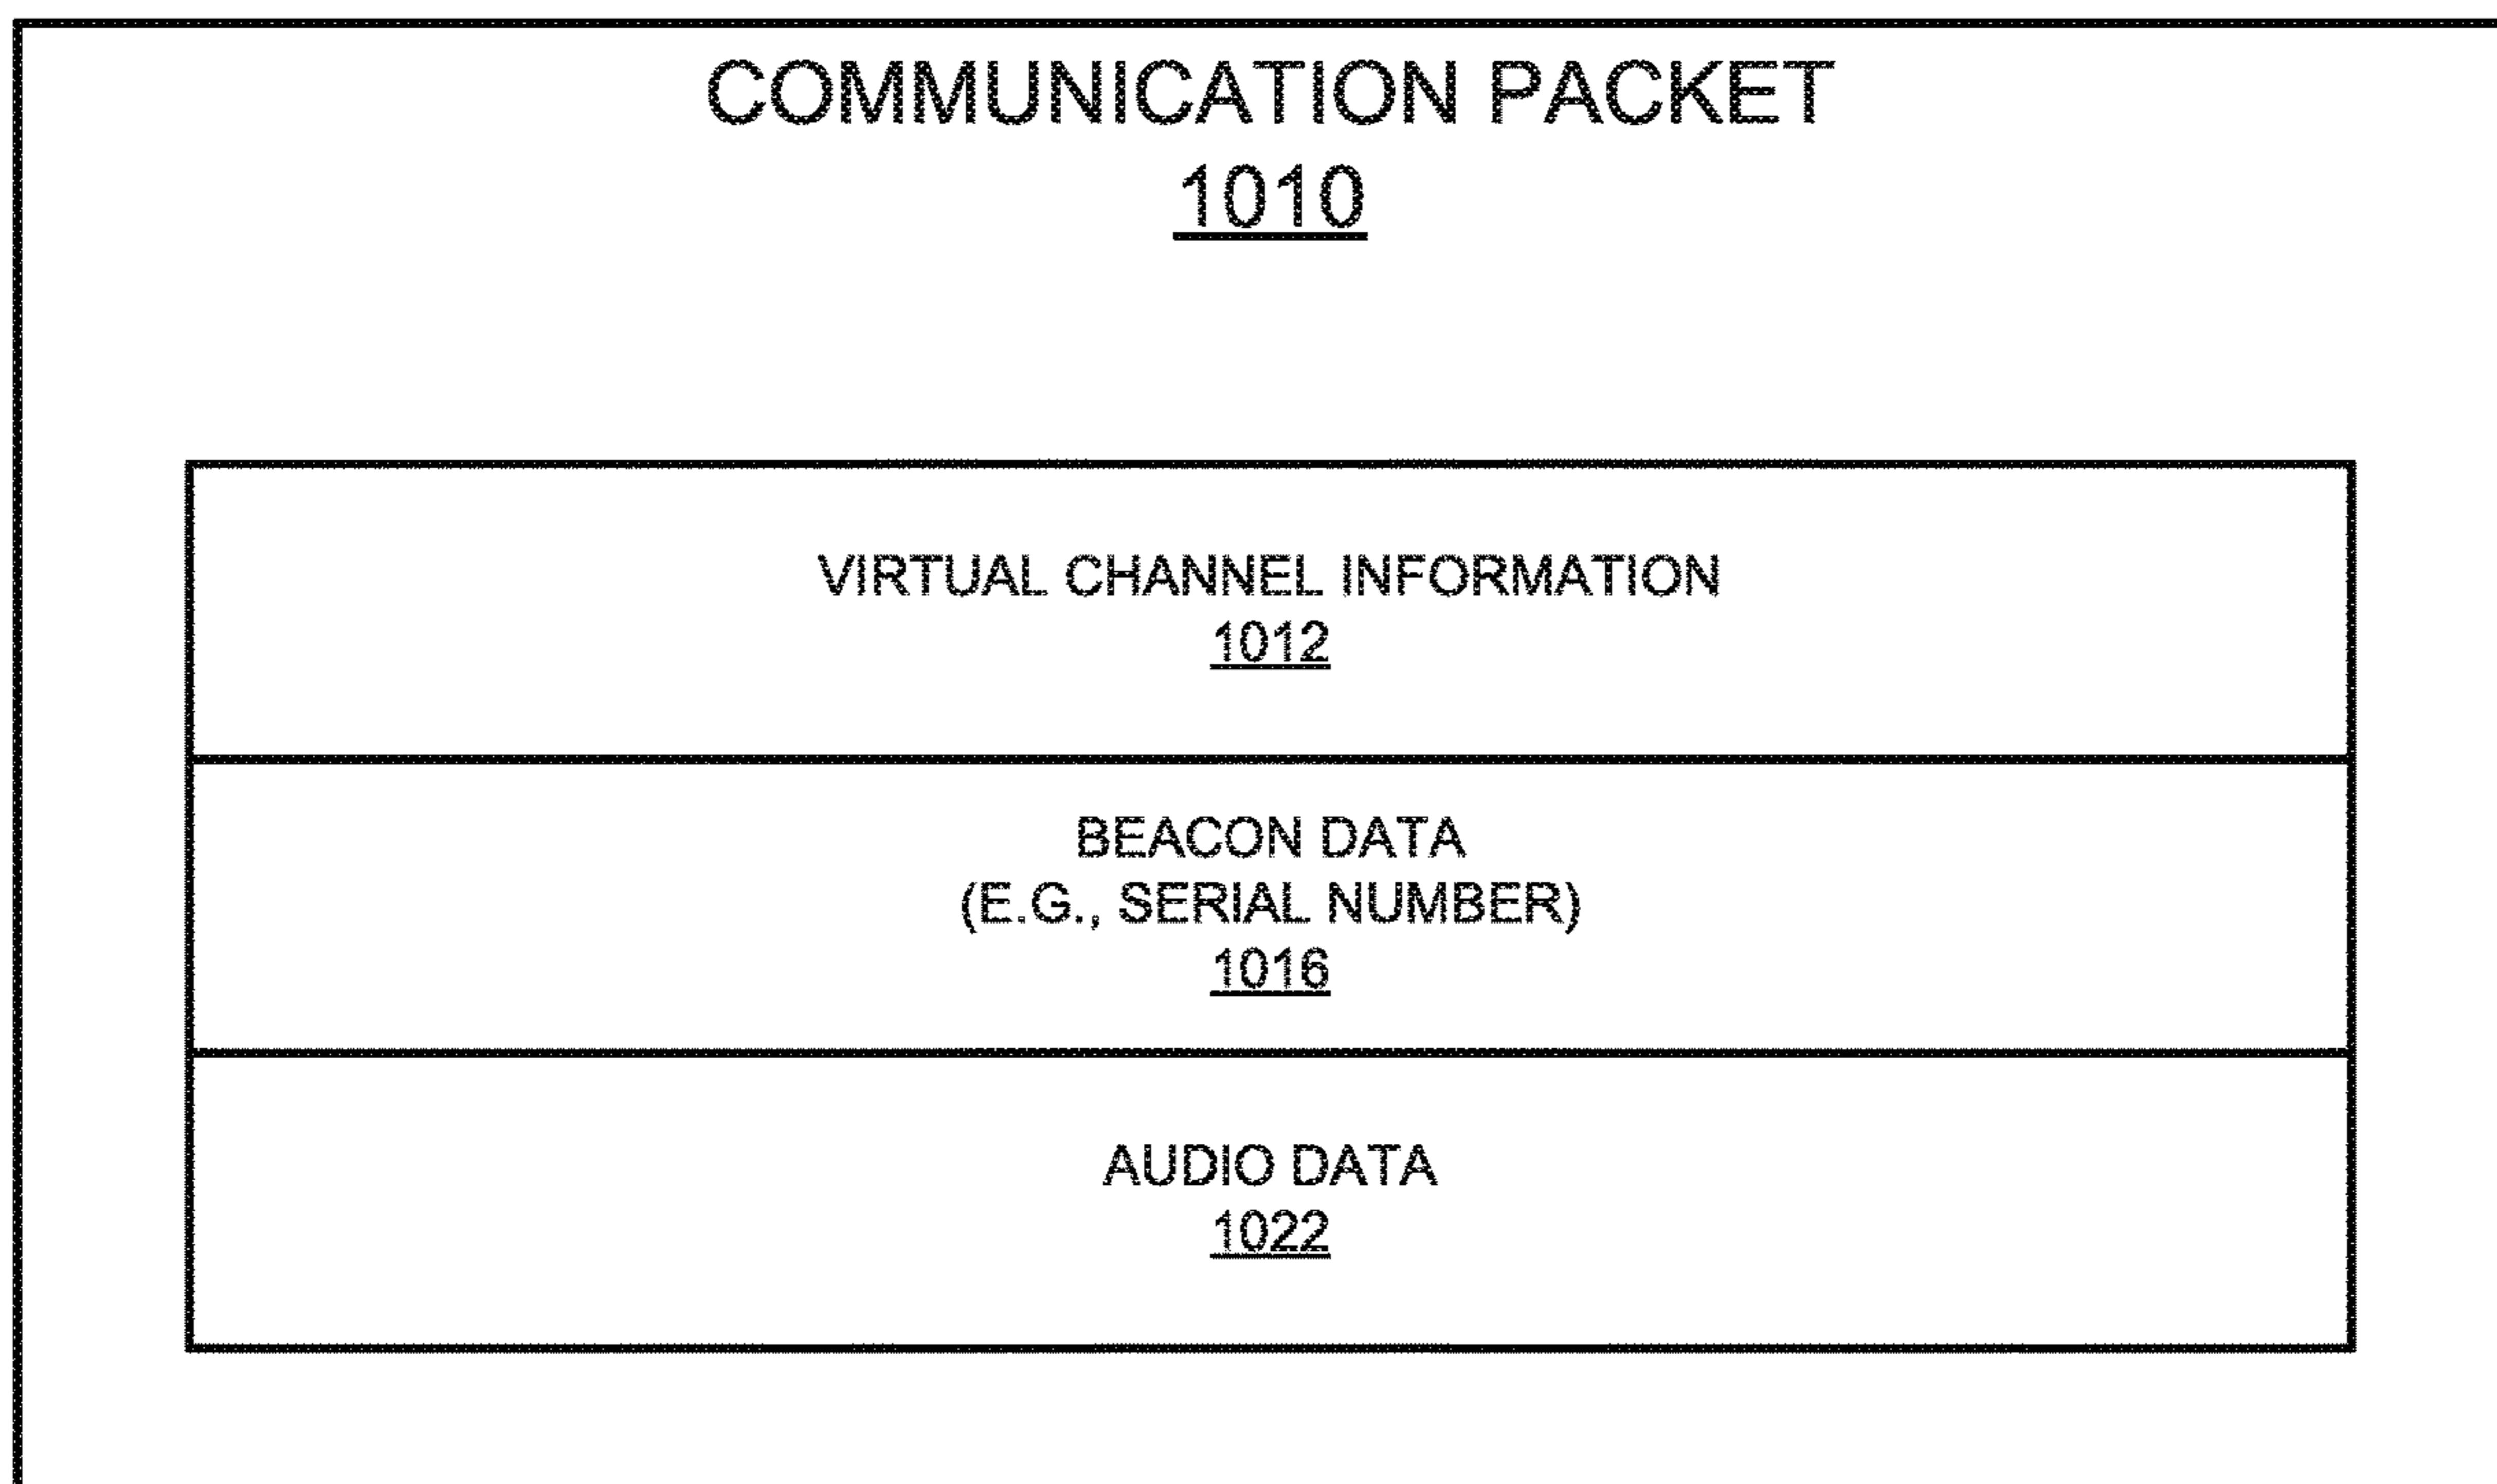 COMMUNICATION PACKET
1010
VIRTUAL CHANNEL INFORMATION
1012
BEACON DATA
(E.G., SERIAL NUMBER)
1016
AUDIO DATA
1022